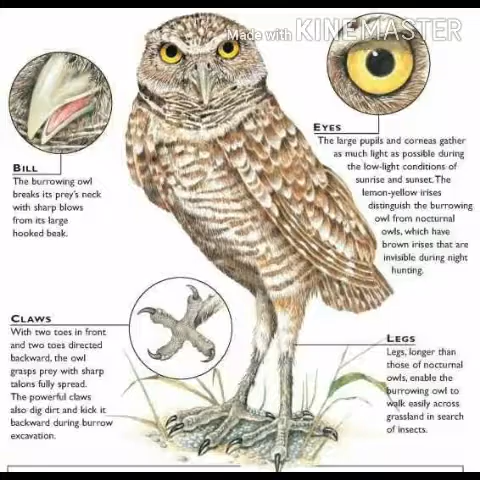 Made with KINEMASTER
EYES
The large pupils and corneas gather
as much light as possible during
the low-light conditions of
sunrise and sunset. The
lemon-yellow irises
distinguish the burrowing
owl from nocturnal
owls, which have
brown irises that are
invisible during night
hunting.
BILL
The burrowing owl
breaks its prey's neck
with sharp blows
from its large
hooked beak.
CLAWS
With two toes in front
and two toes directed
backward, the owl
grasps prey with sharp
talons fully spread.
The powerful claws
also dig dirt and kick it
backward during burrow
excavation.
LEGS
Legs, longer than
those of nocturnal
owls, enable the
burrowing owl to
walk easily across
grassland in search
of insects.